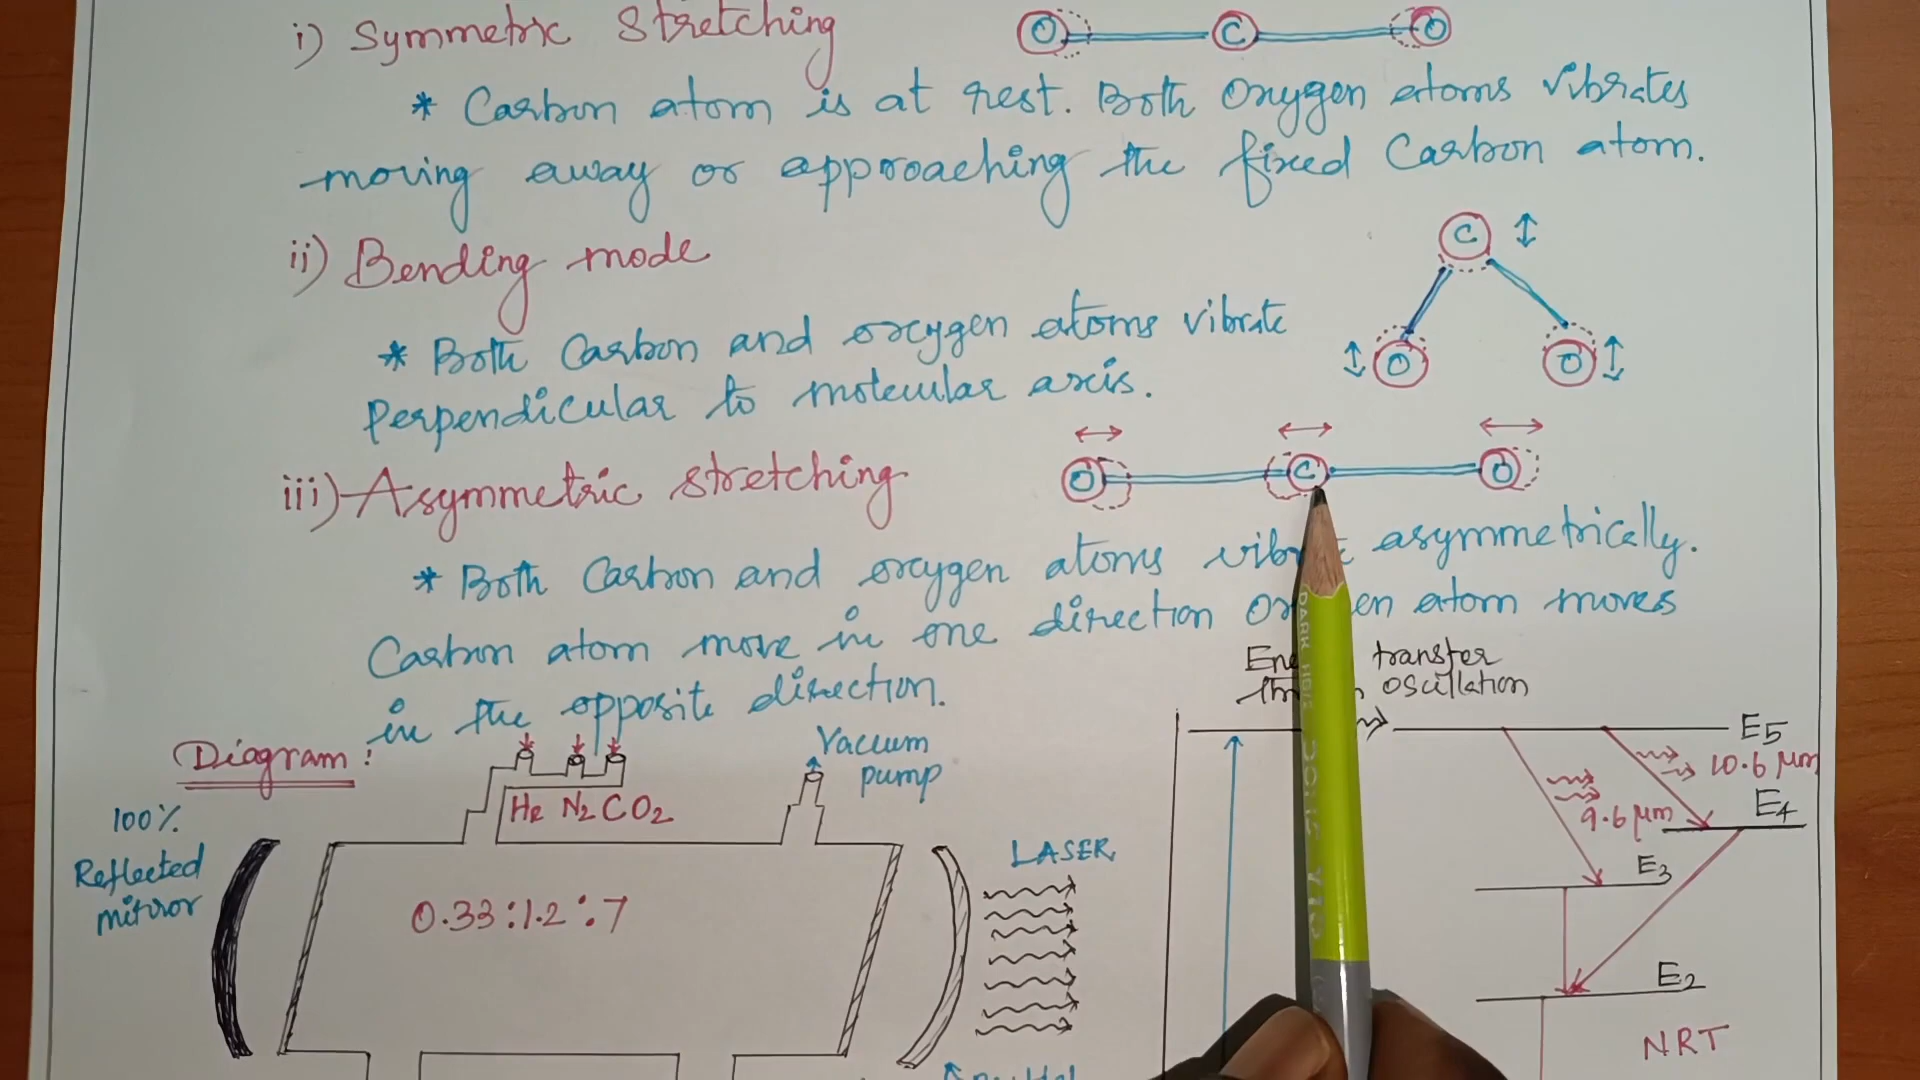 i) Symmetric Stretching
O C O
* Carbon atom is at rest. Both Oxygen atoms vibrates
moving away or approaching the fixed Carbon atom.
ii) Bending mode
C
O O
* Both Carbon and oxygen atoms vibrate
Perpendicular to molecular axis.
iii) Asymmetric stretching
O C O
* Both Carbon and oxygen atoms asymmetrically.
Carbon atom move in one direction atom moves
in the opposite direction.
Diagram:
He N2 CO2
Vacuum
pump
100%
Reflected
mirror
0.33:1.2:7
LASER
transfer
oscillation
E5
10.6 μm
9.6 μm
E4
E3
E2
NRT